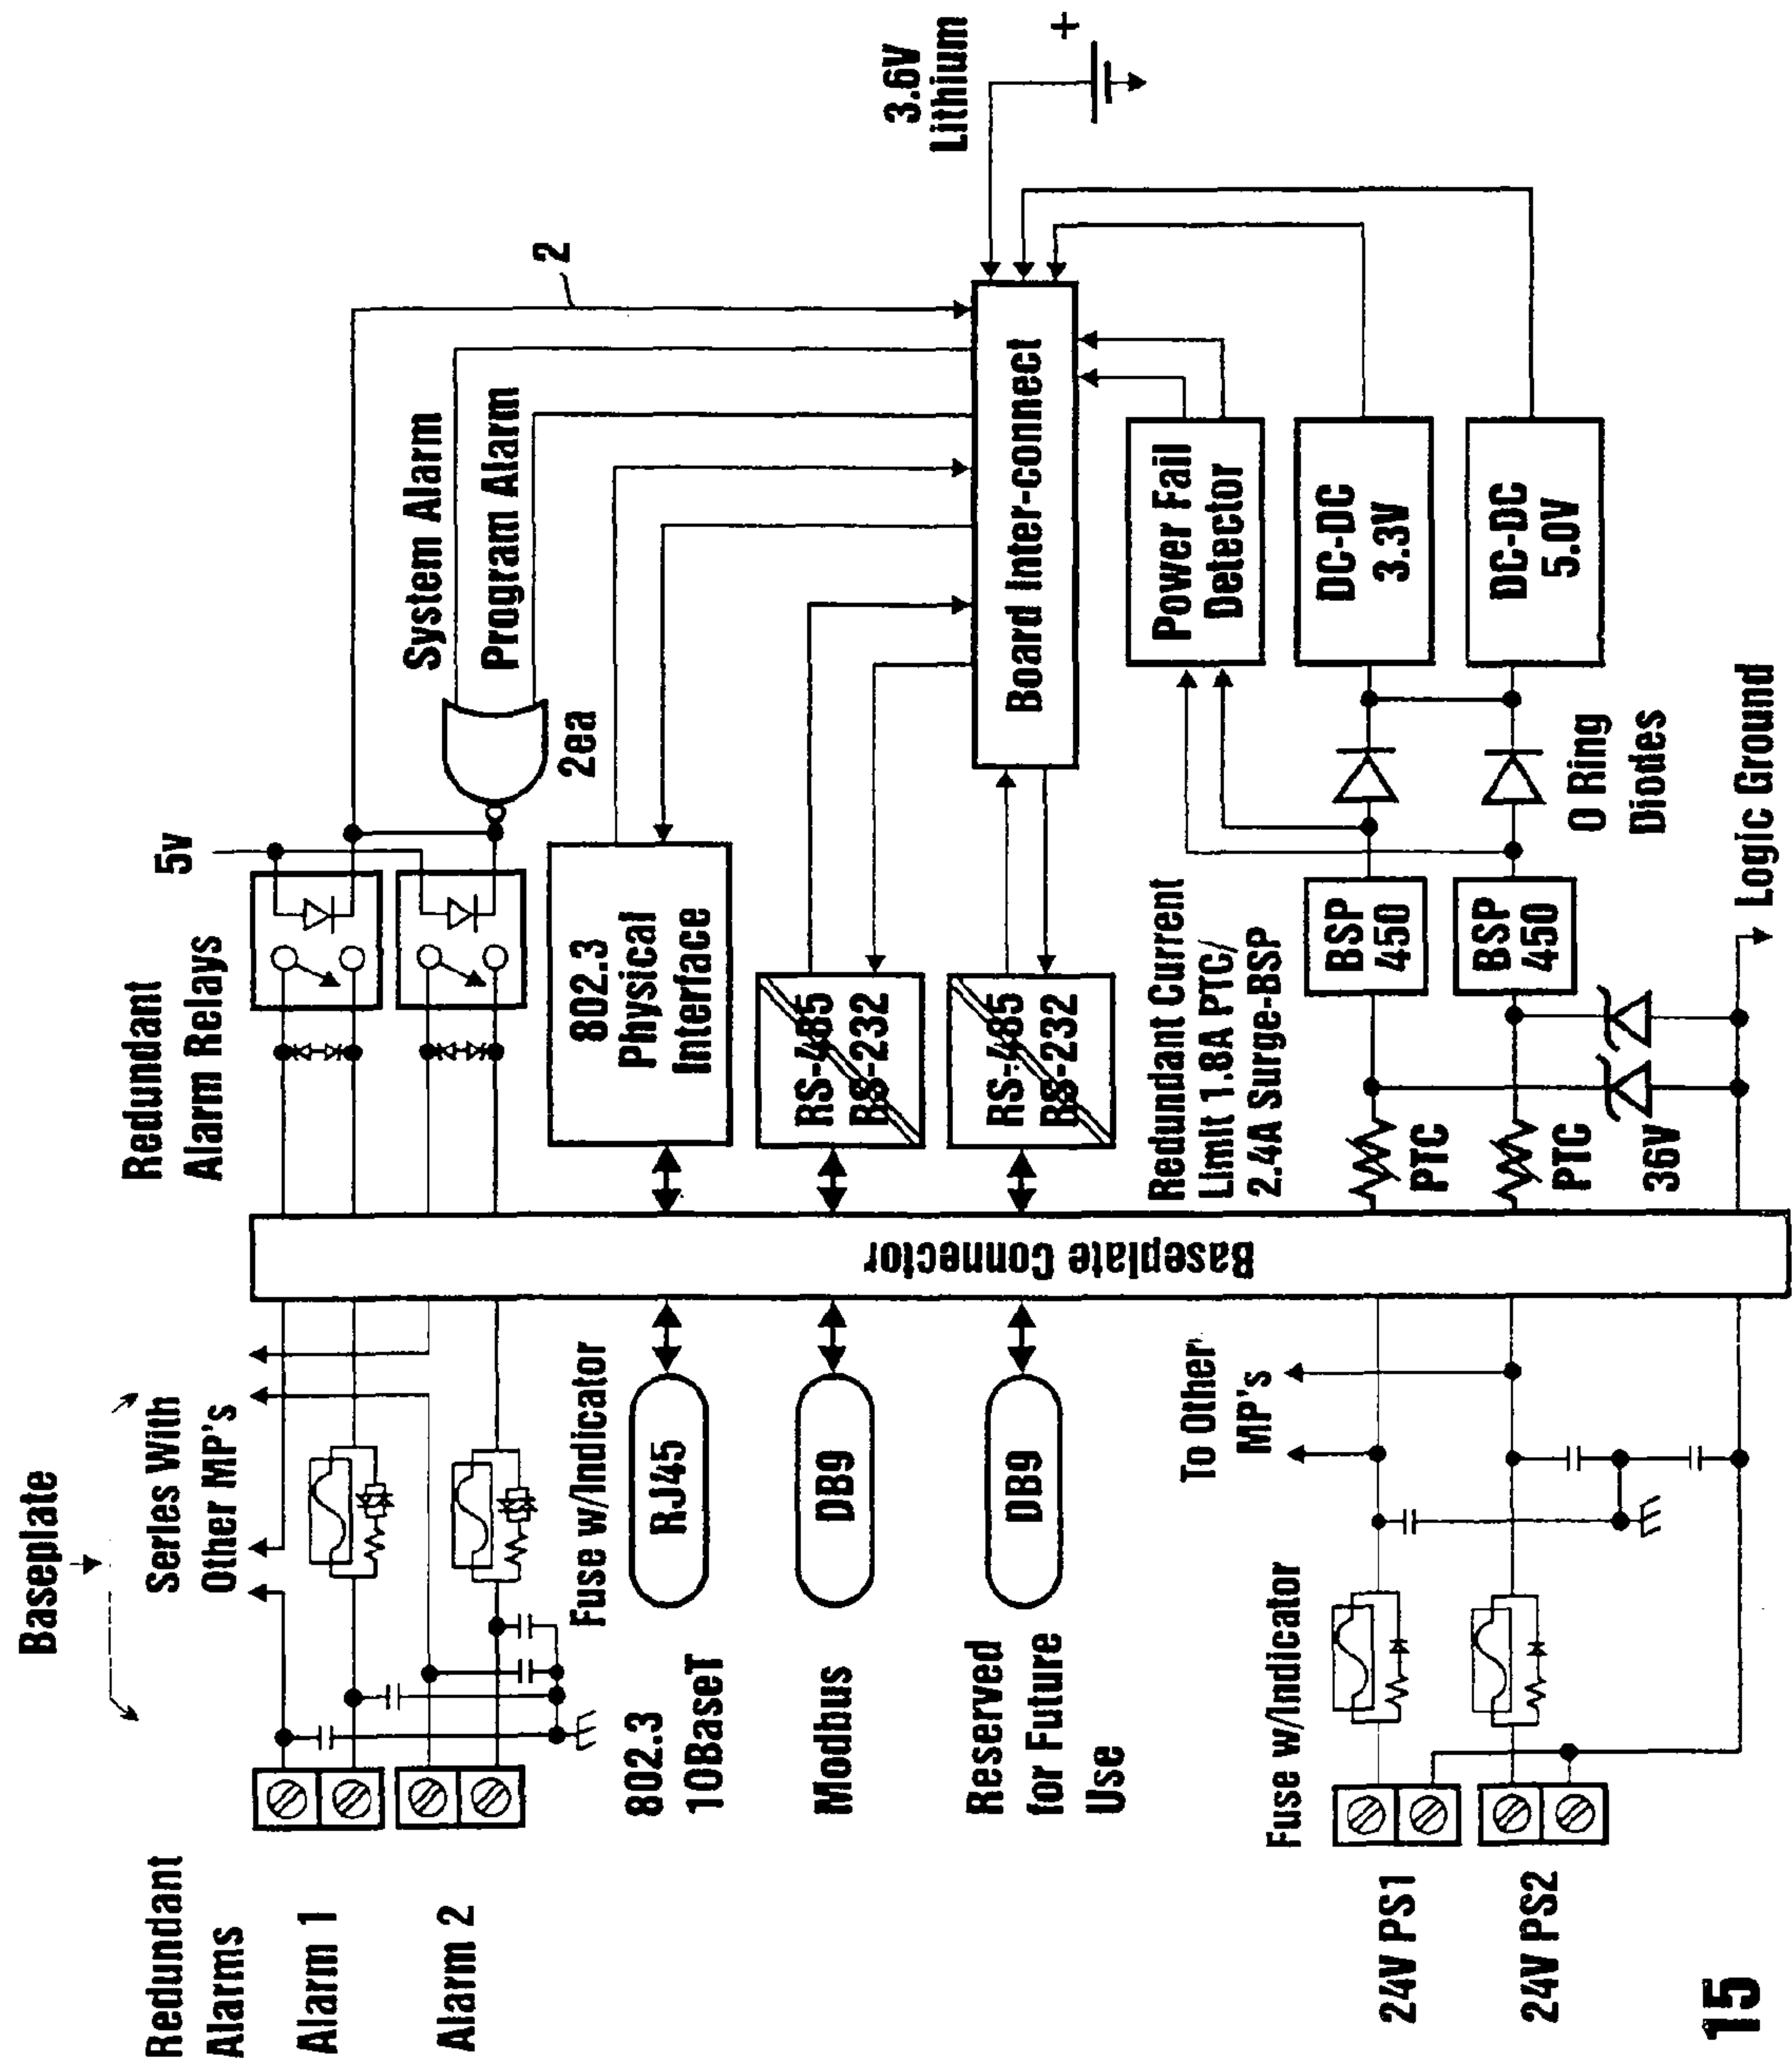 Baseplate
Redundant
Alarms
Alarm 1
Alarm 2
Series With
Other MP's
Redundant
Alarm Relays
5v
System Alarm
Program Alarm
2ea
2
Fuse w/Indicator
802.3
10BaseT
RJ45
802.3
Physical
Interface
Modbus
DB9
RS-485
RS-232
Reserved
for Future
Use
DB9
RS-485
RS-232
Baseplate Connector
Board Inter-connect
3.6V
Lithium
+
Redundant Current
Limit 1.8A PTC/
2.4A Surge-BSP
Power Fail
Detector
To Other
MP's
Fuse w/Indicator
24V PS1
24V PS2
PTC
PTC
36V
BSP
450
BSP
450
DC-DC
3.3V
DC-DC
5.0V
O Ring
Diodes
Logic Ground
15